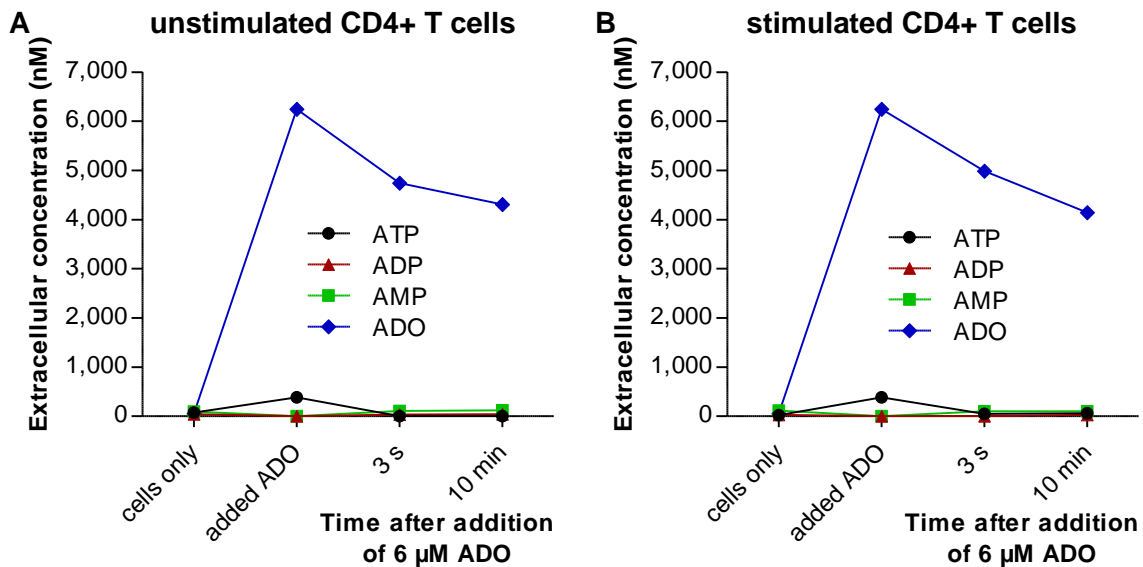 A
unstimulated CD4+ T cells
Extracellular concentration (nM)
7,000
6,000
5,000
4,000
3,000
2,000
1,000
0
ATP
ADP
AMP
ADO
cells only
added ADO
3 s
10 min
Time after addition
of 6 µM ADO
B
stimulated CD4+ T cells
Extracellular concentration (nM)
7,000
6,000
5,000
4,000
3,000
2,000
1,000
0
ATP
ADP
AMP
ADO
cells only
added ADO
3 s
10 min
Time after addition
of 6 µM ADO